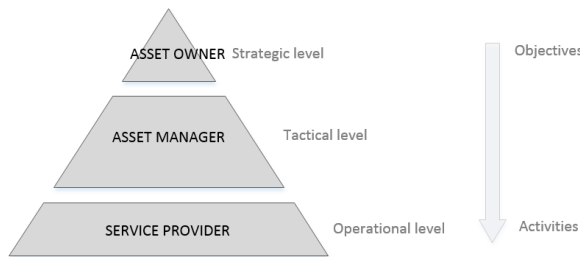 ASSET OWNER Strategic level Objectives
ASSET MANAGER Tactical level
SERVICE PROVIDER Operational level Activities